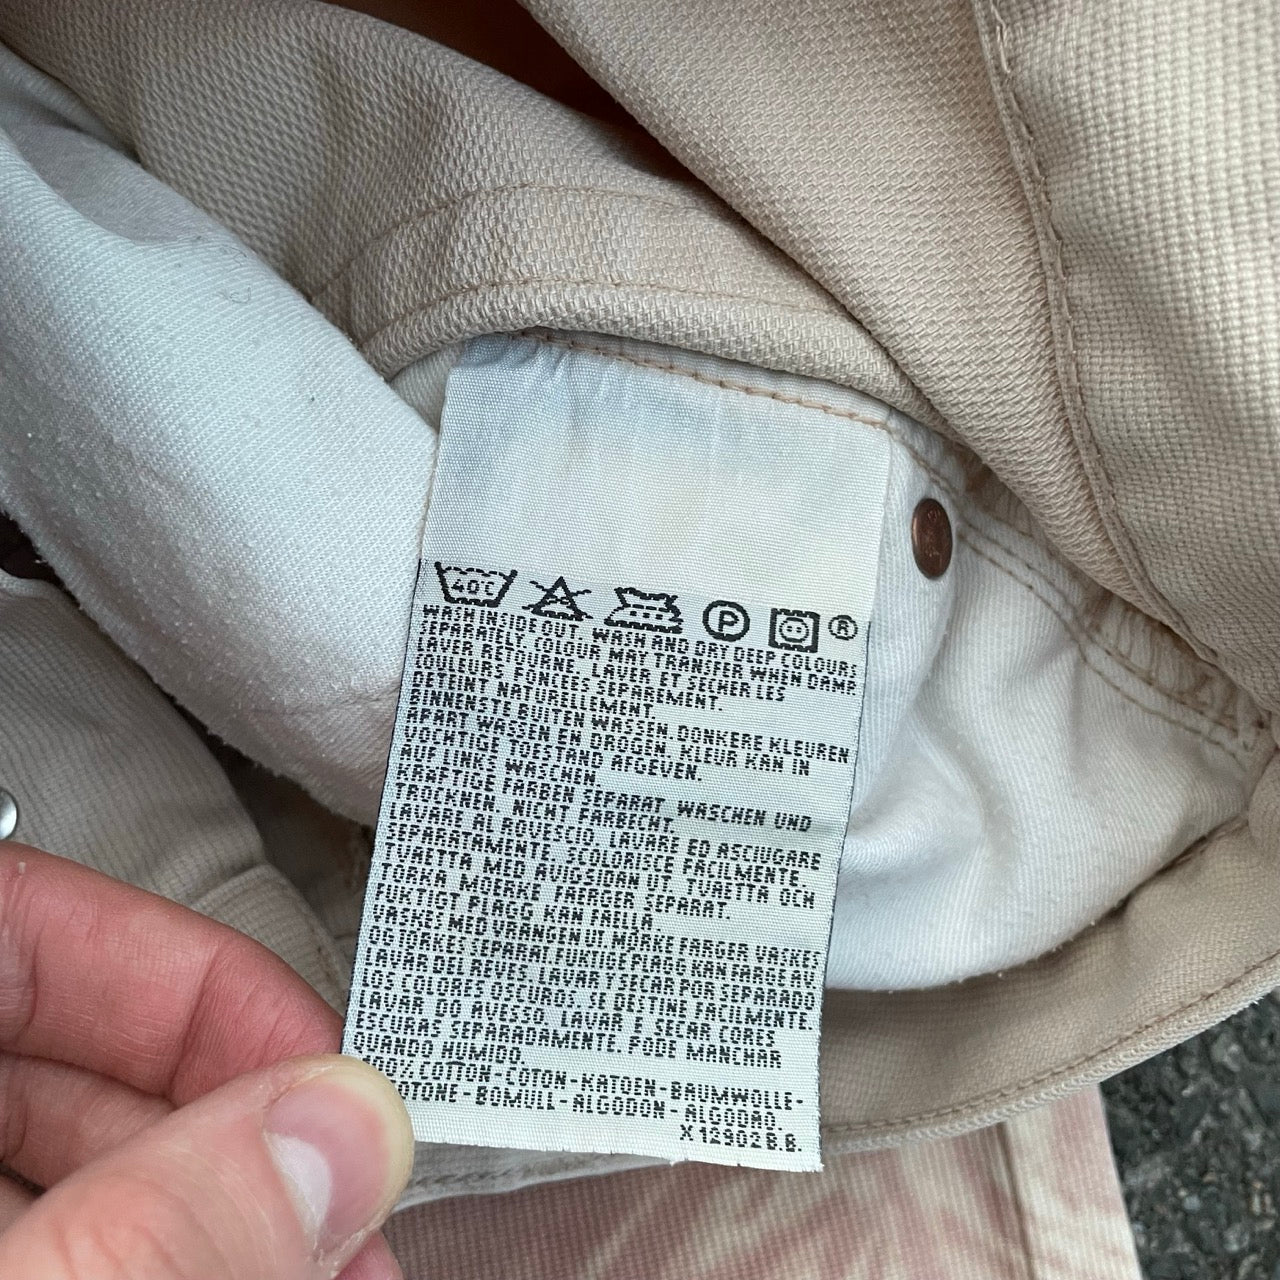 40°C P ®
WASH INSIDE OUT. WASH AND DRY DEEP COLOURS
SEPARATELY. COLOUR MAY TRANSFER WHEN DAMP.
LAVER RETOURNE. LAVER ET SECHER LES
COULEURS FONCEES SEPAREMENT.
DETEINT NATURELLEMENT.
BINNENSTE BUITEN WASSEN. DONKERE KLEUREN
APART WASSEN EN DROGEN. KLEUR KAN IN
VOCHTIGE TOESTAND AFGEVEN.
AUF LINKE WASCHEN
KRAFTIGE FARBEN SEPARAT WASCHEN UND
TROCKNEN. NICHT FARBECHT.
LAVARE AL ROVESCIO. LAVARE ED ASCIUGARE
SEPARATAMENTE. SCOLORISCE FACILMENTE.
TVAETTA MED AVIGSIDAN UT. TVAETTA OCH
TORKA MOERKE FAERGER SEPARAT.
FUKTIGT PLAGG KAN FAELLA
VASKES MED VRANGEN UT. MÖRKE FARGER VASKES
OG TORKES SEPARAT FUKTIGE PLAGG KAN FARGE AV
LAVAR DEL REVES. LAVAR Y SECAR POR SEPARADO
LOS COLORES OSCUROS. SE DESTINE FACILMENTE.
LAVAR DO AVESSO. LAVAR E SECAR CORES
ESCURAS SEPARADAMENTE. PODE MANCHAR
QUANDO HUMIDO.
100% COTTON-COTON-KATOEN-BAUMWOLLE-
COTONE-BOMULL-ALGODON-ALGODAO.
X 12902 B.B.